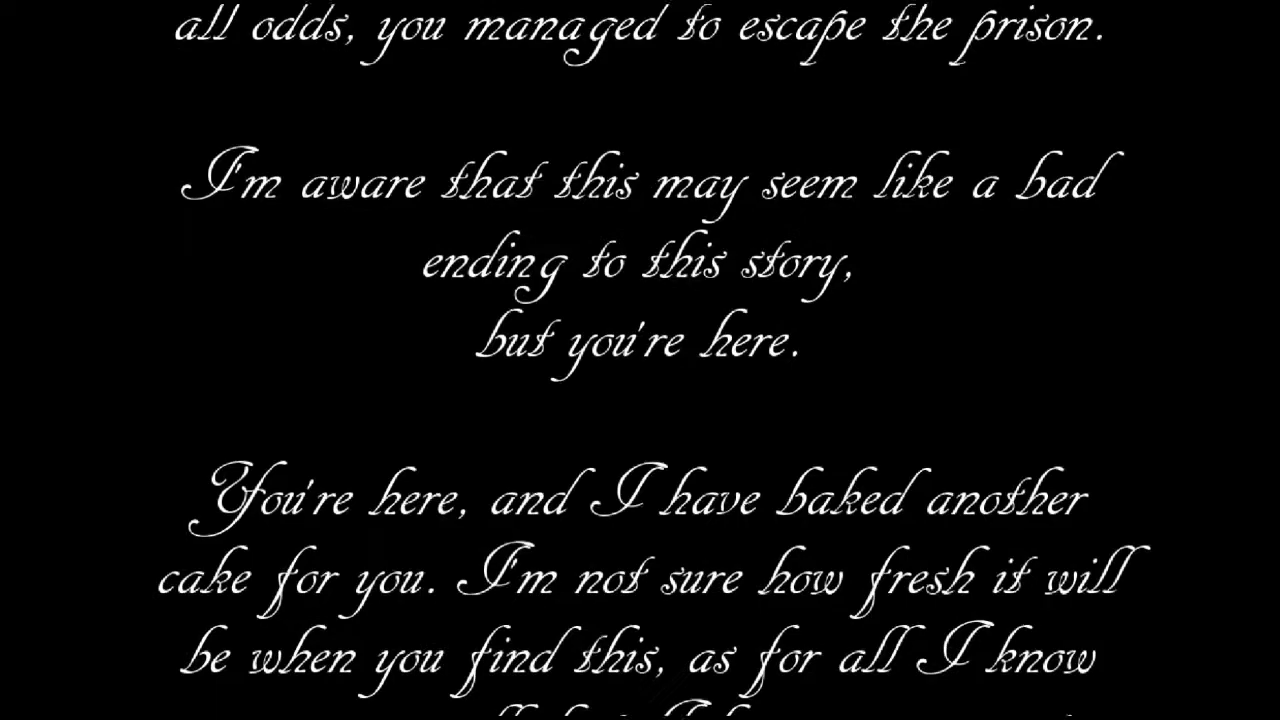 all odds, you managed to escape the prison.
I'm aware that this may seem like a bad
ending to this story,
but you're here.
You're here, and I have baked another
cake for you. I'm not sure how fresh it will
be when you find this, as for all I know